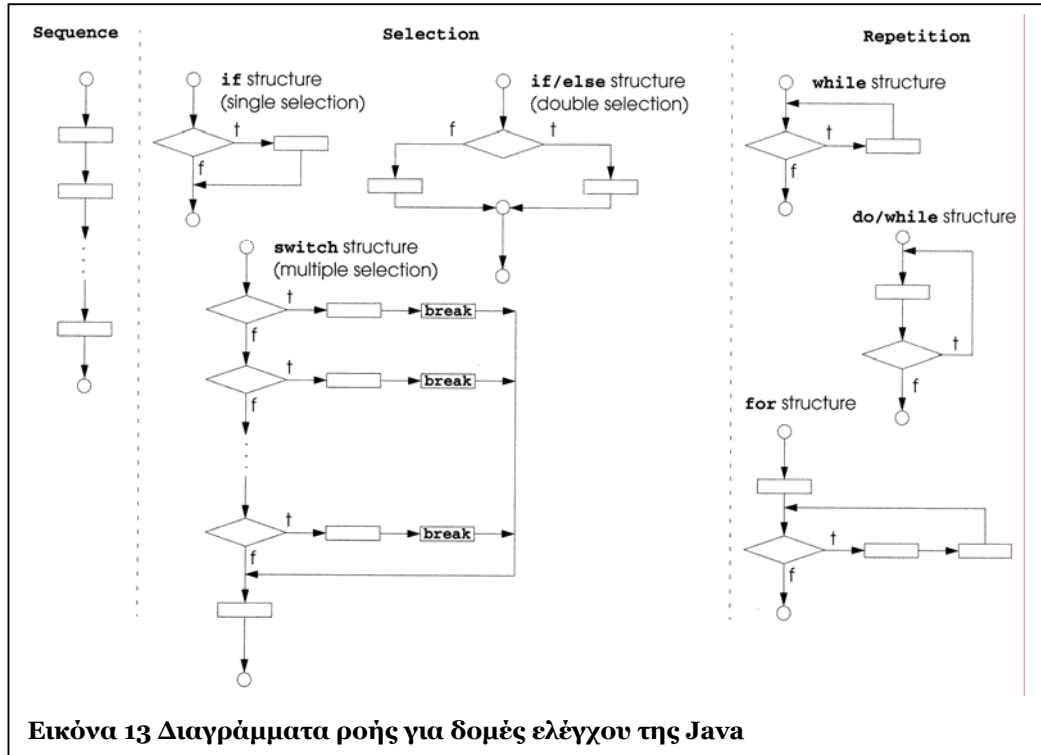 Sequence
Selection
Repetition
if structure
(single selection)
t
f
if/else structure
(double selection)
f
t
switch structure
(multiple selection)
t
break
f
t
break
f
t
break
f
while structure
t
f
do/while structure
t
f
for structure
t
f
Εικόνα 13 Διαγράμματα ροής για δομές ελέγχου της Java